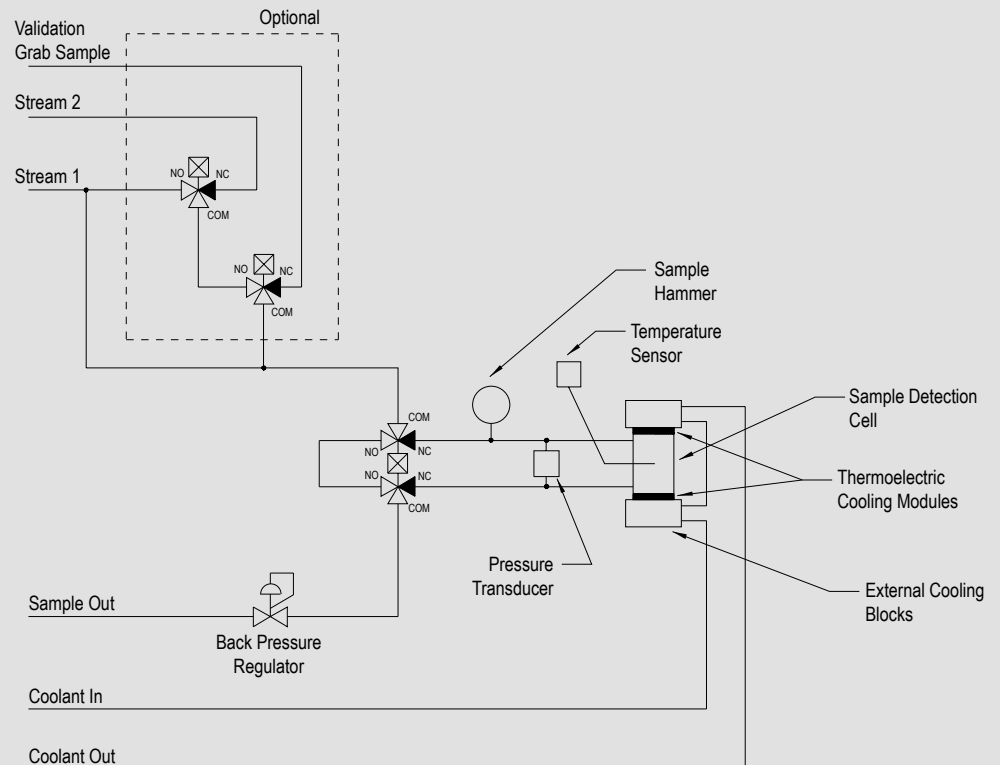 Optional
Validation
Grab Sample
Stream 2
Stream 1
NO
NC
COM
NO
NC
COM
Sample
Hammer
Temperature
Sensor
Sample Detection
Cell
COM
NO
NC
NO
NC
COM
Thermoelectric
Cooling Modules
Pressure
Transducer
External Cooling
Blocks
Sample Out
Back Pressure
Regulator
Coolant In
Coolant Out